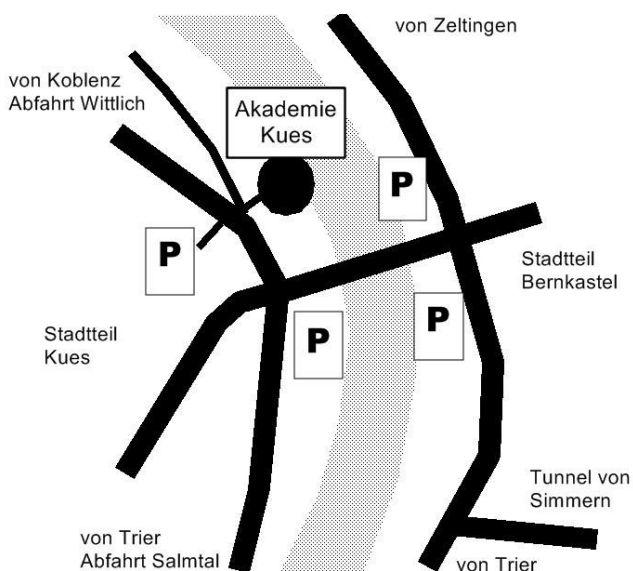 von Zeltingen
von Koblenz
Abfahrt Wittlich
Akademie
Kues
P
P
Stadtteil
Bernkastel
P
P
Stadtteil
Kues
Tunnel von
Simmern
von Trier
Abfahrt Salmtal
von Trier